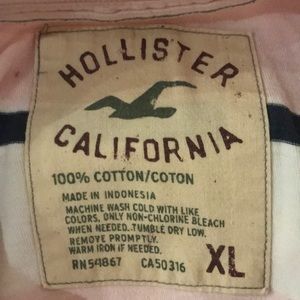 HOLLISTER
CALIFORNIA
100% COTTON/COTON
MADE IN INDONESIA
MACHINE WASH COLD WITH LIKE
COLORS, ONLY NON-CHLORINE BLEACH
WHEN NEEDED. TUMBLE DRY LOW.
REMOVE PROMPTLY.
WARM IRON IF NEEDED.
RN54867 CA50316 XL